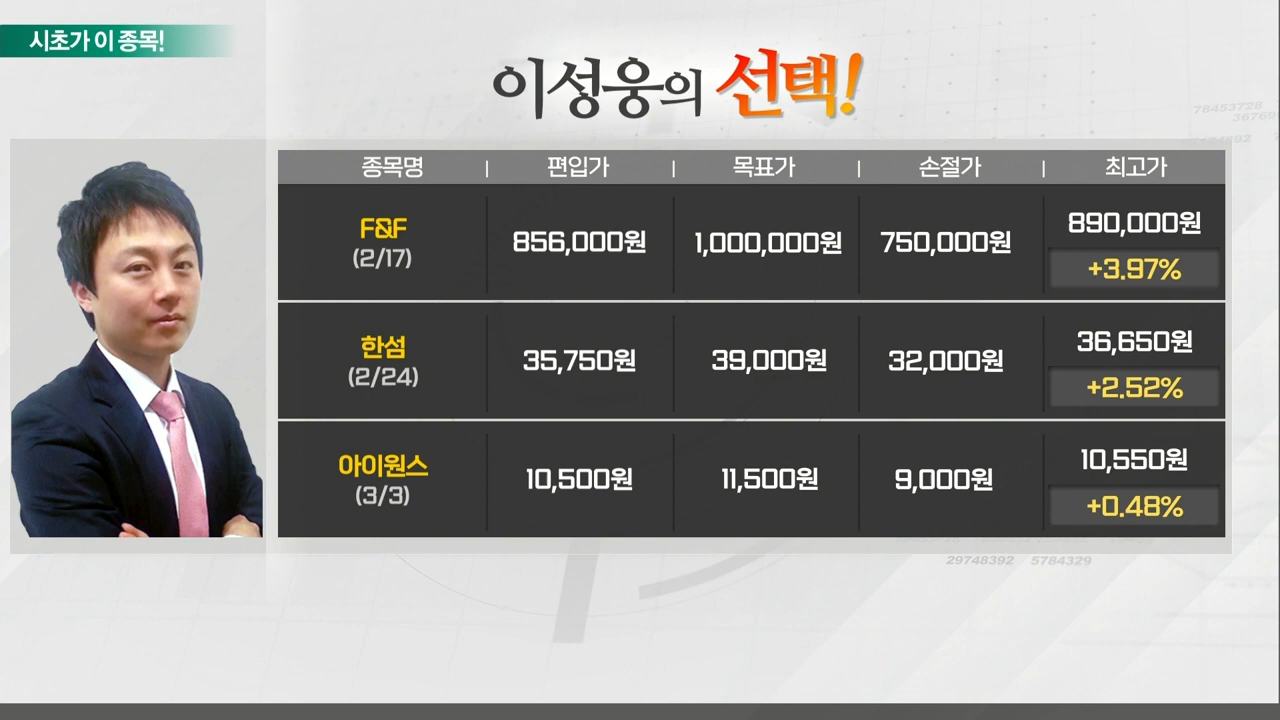 시초가 이 종목!
이성웅의 선택!
종목명 | 편입가 | 목표가 | 손절가 | 최고가
F&F
(2/17)
856,000원
1,000,000원
750,000원
890,000원
+3.97%
한섬
(2/24)
35,750원
39,000원
32,000원
36,650원
+2.52%
아이원스
(3/3)
10,500원
11,500원
9,000원
10,550원
+0.48%
78453728
29748392 5784329